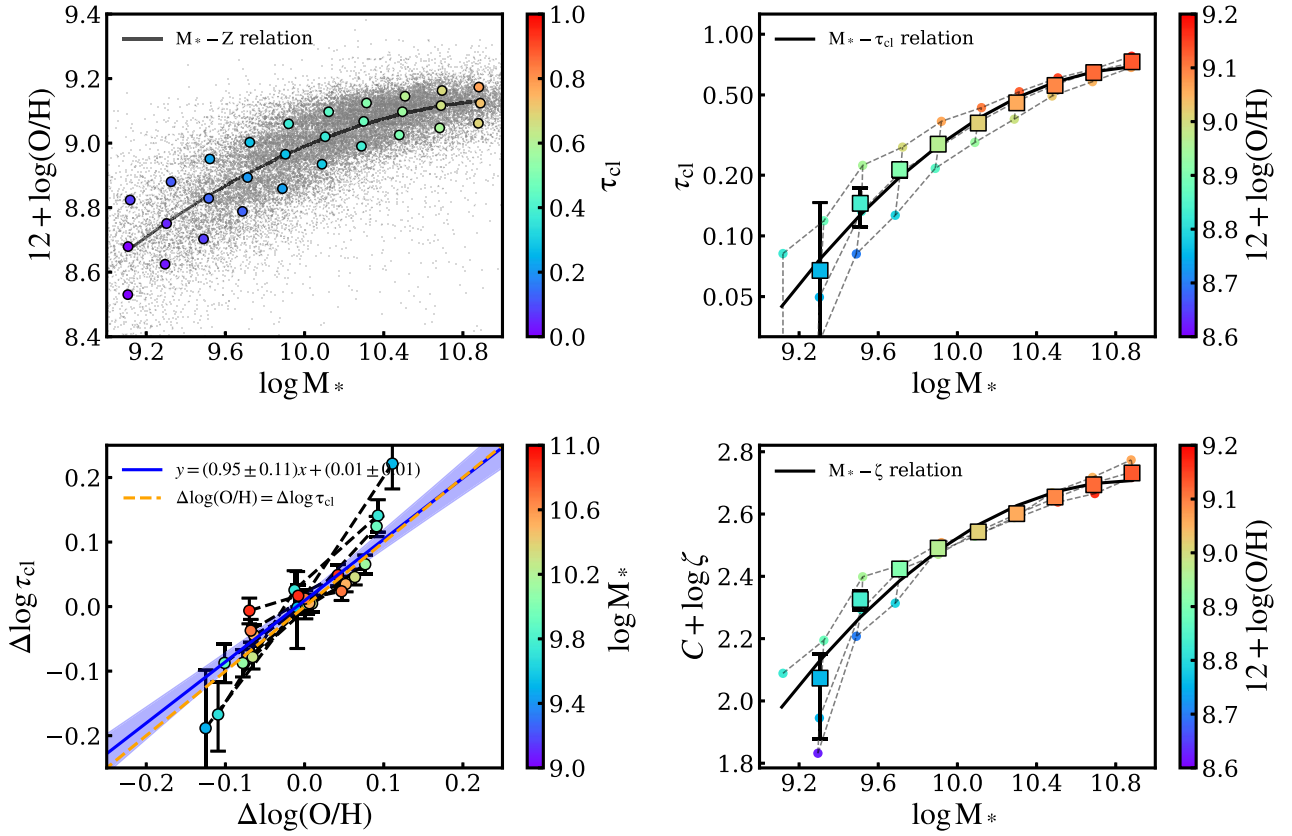 9.4
9.2
9.0
8.8
8.6
8.4
12+log(O/H)
M* − Z relation
9.2 9.6 10.0 10.4 10.8
log M*
1.0
0.8
0.6
0.4
0.2
0.0
τcl
1.00
0.50
0.20
0.10
0.05
τcl
M* − τcl relation
9.2 9.6 10.0 10.4 10.8
log M*
9.2
9.1
9.0
8.9
8.8
8.7
8.6
12+log(O/H)
0.2
0.1
0.0
−0.1
−0.2
Δlog τcl
y=(0.95±0.11)x+(0.01±0.01)
Δlog(O/H)=Δlog τcl
−0.2 −0.1 0.0 0.1 0.2
Δlog(O/H)
11.0
10.6
10.2
9.8
9.4
9.0
log M*
2.8
2.6
2.4
2.2
2.0
1.8
C+log ζ
M* − ζ relation
9.2 9.6 10.0 10.4 10.8
log M*
9.2
9.1
9.0
8.9
8.8
8.7
8.6
12+log(O/H)